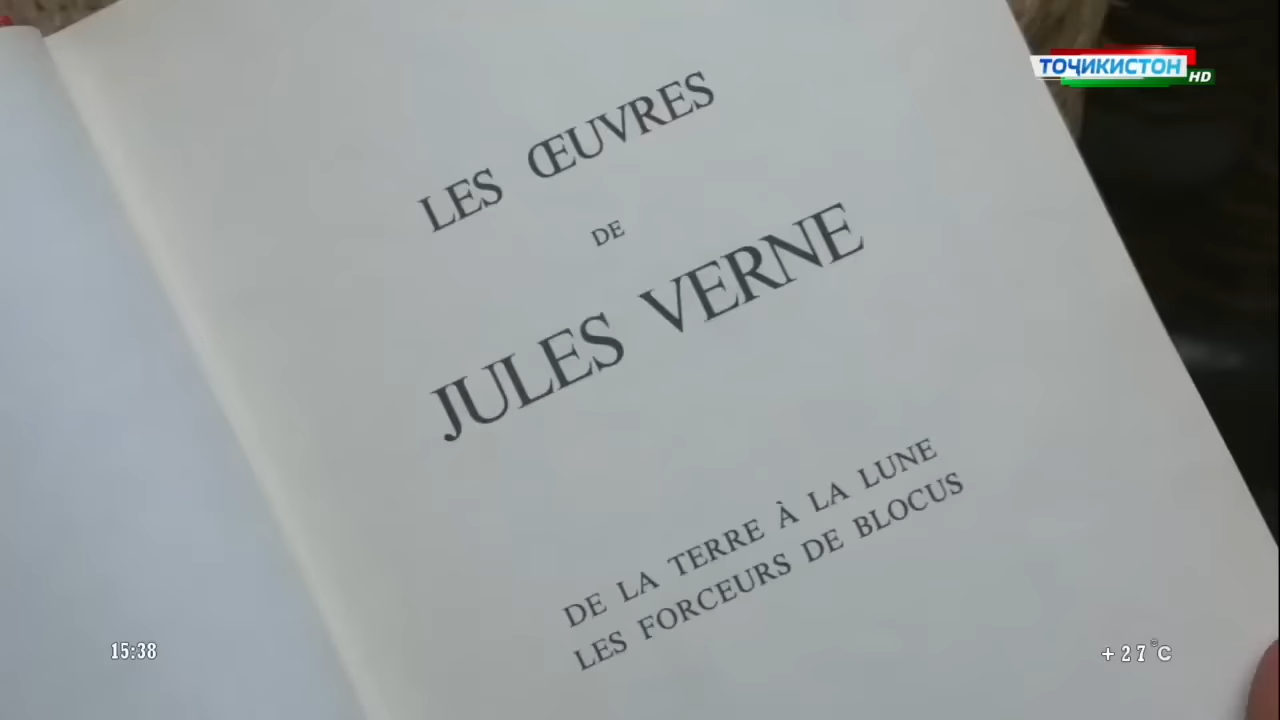 ТОҶИКИСТОН HD
LES ŒUVRES
DE
JULES VERNE
DE LA TERRE À LA LUNE
LES FORCEURS DE BLOCUS
15:38
+27°C